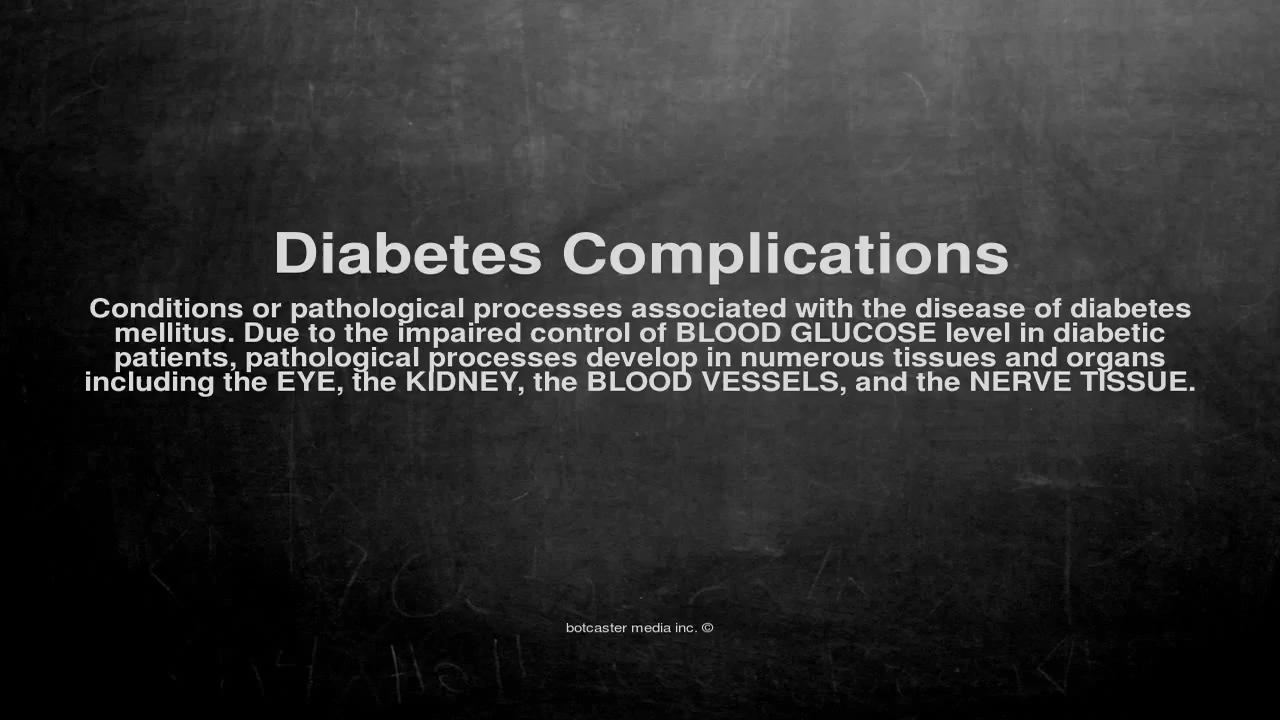 Diabetes Complications
Conditions or pathological processes associated with the disease of diabetes
mellitus. Due to the impaired control of BLOOD GLUCOSE level in diabetic
patients, pathological processes develop in numerous tissues and organs
including the EYE, the KIDNEY, the BLOOD VESSELS, and the NERVE TISSUE.
botcaster media inc. ©